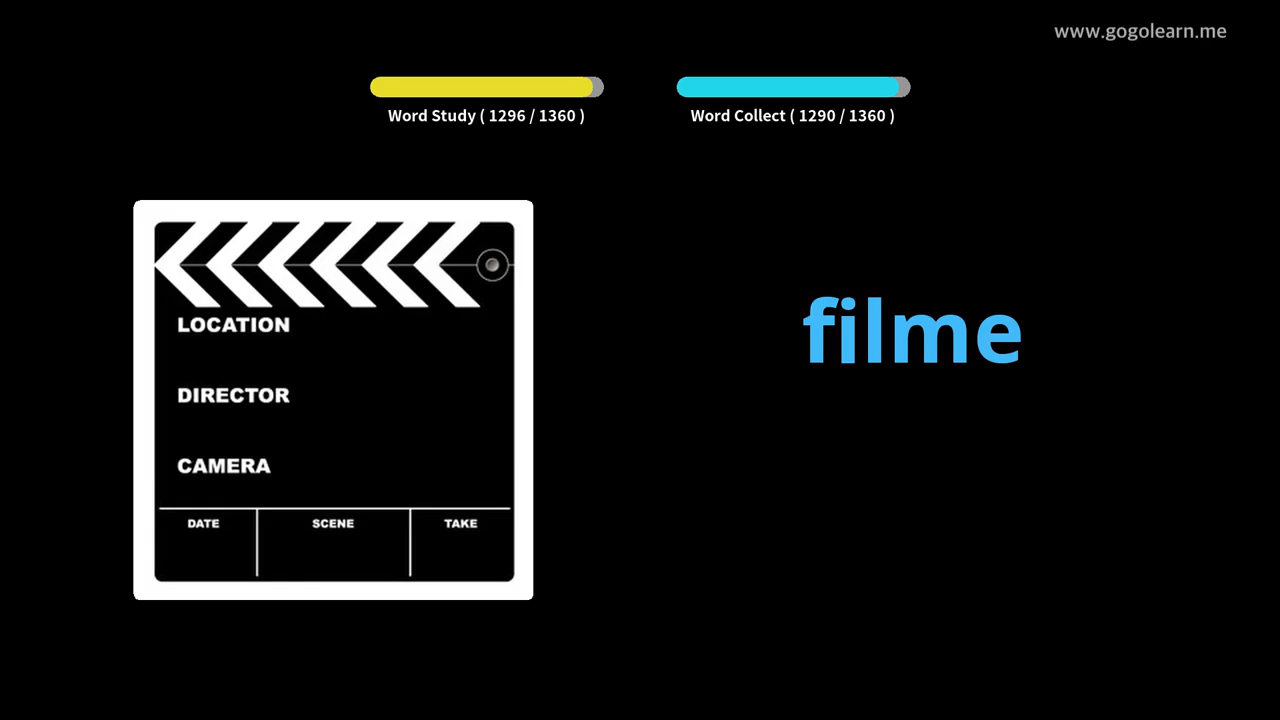 www.gogolearn.me
Word Study ( 1296 / 1360 )
Word Collect ( 1290 / 1360 )
LOCATION
DIRECTOR
CAMERA
DATE
SCENE
TAKE
filme